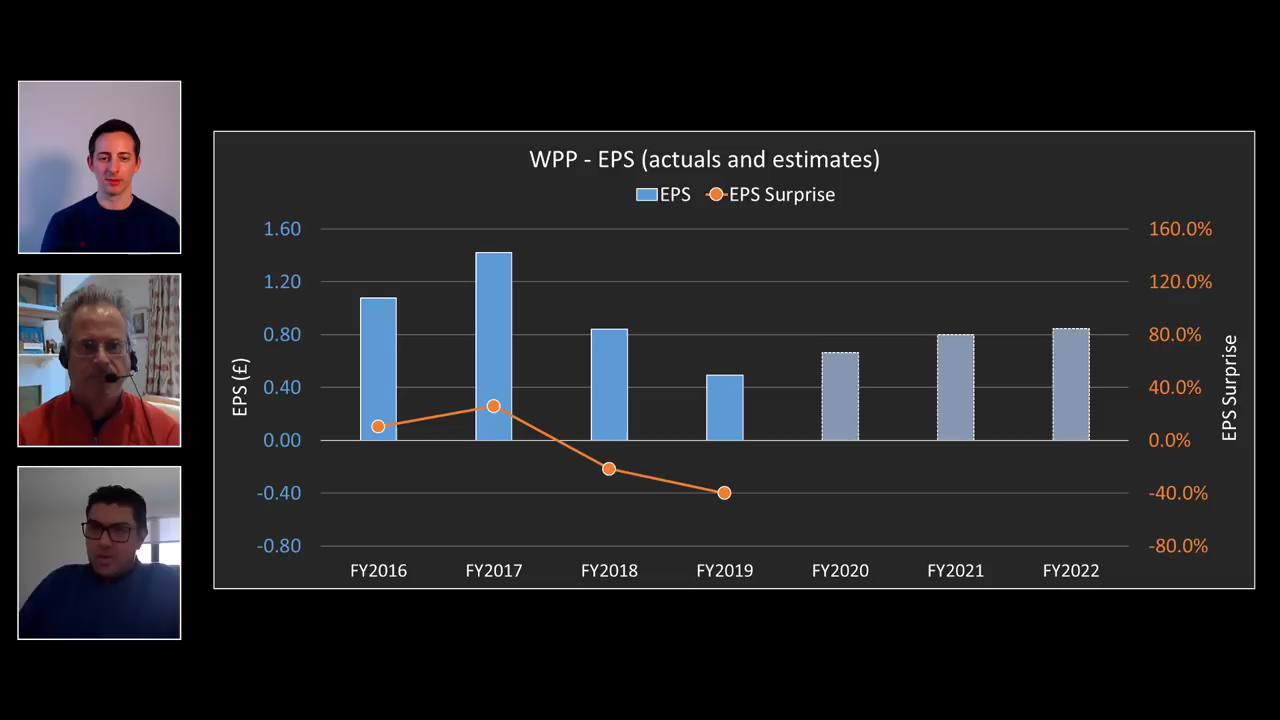 WPP - EPS (actuals and estimates)
EPS EPS Surprise
1.60
1.20
0.80
0.40
0.00
-0.40
-0.80
EPS (£)
160.0%
120.0%
80.0%
40.0%
0.0%
-40.0%
-80.0%
EPS Surprise
FY2016 FY2017 FY2018 FY2019 FY2020 FY2021 FY2022